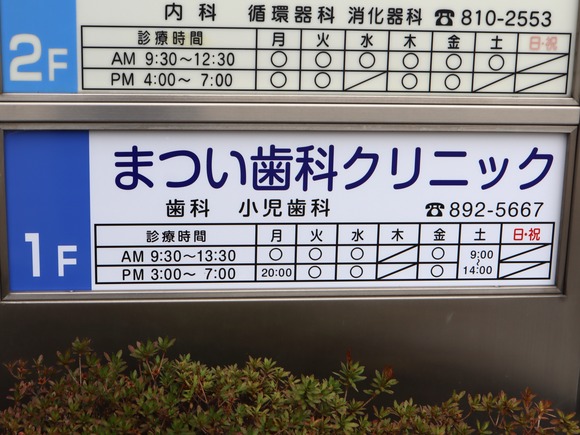 内科 循環器科 消化器科 ☎810-2553
2F
診療時間 月 火 水 木 金 土 日・祝
AM 9:30～12:30 ○ ○ ○ ○ ○ ○ ／
PM 4:00～ 7:00 ○ ○ ／ ○ ○ ／ ／
まつい歯科クリニック
歯科 小児歯科 ☎892-5667
1F
診療時間 月 火 水 木 金 土 日・祝
AM 9:30～13:30 ○ ○ ○ ／ ○ 9:00～14:00 ／
PM 3:00～ 7:00 20:00 ○ ○ ／ ○ ／